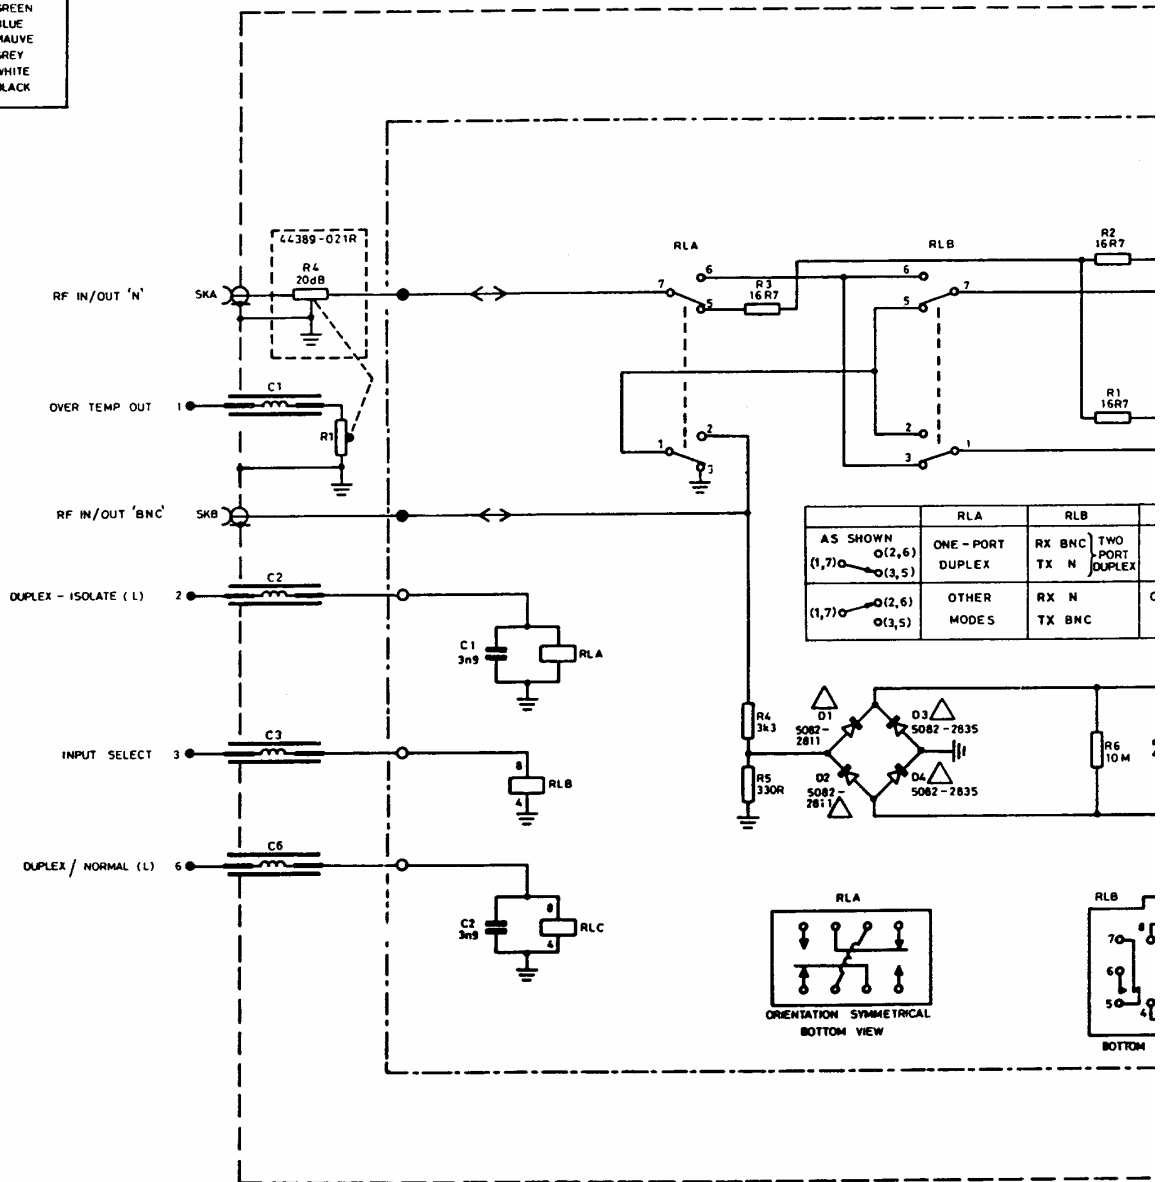 GREEN
BLUE
MAUVE
GREY
WHITE
BLACK
44389-021R
R4
20dB
RF IN/OUT 'N'
SKA
RLA
6
7
5
R3
16R7
RLB
6
5
7
R2
16R7
C1
OVER TEMP OUT 1
R1
R1
16R7
2
1
3
2
3
1
RF IN/OUT 'BNC'
SKB
RLA RLB
AS SHOWN
(1,7) (2,6)
(3,5)
ONE-PORT
DUPLEX
RX BNC
TX N
TWO
PORT
DUPLEX
(1,7) (2,6)
(3,5)
OTHER
MODES
RX N
TX BNC
C2
DUPLEX - ISOLATE (L) 2
C1
3n9
RLA
C3
INPUT SELECT 3
8
RLB
4
R4
3k3
R5
330R
D1
5082-
2811
D3
5082-2835
D2
5082-
2811
D4
5082-2835
R6
10M
C6
DUPLEX / NORMAL (L) 6
C2
3n9
8
RLC
4
RLA
ORIENTATION SYMMETRICAL
BOTTOM VIEW
RLB
7
8
6
5
4
BOTTOM